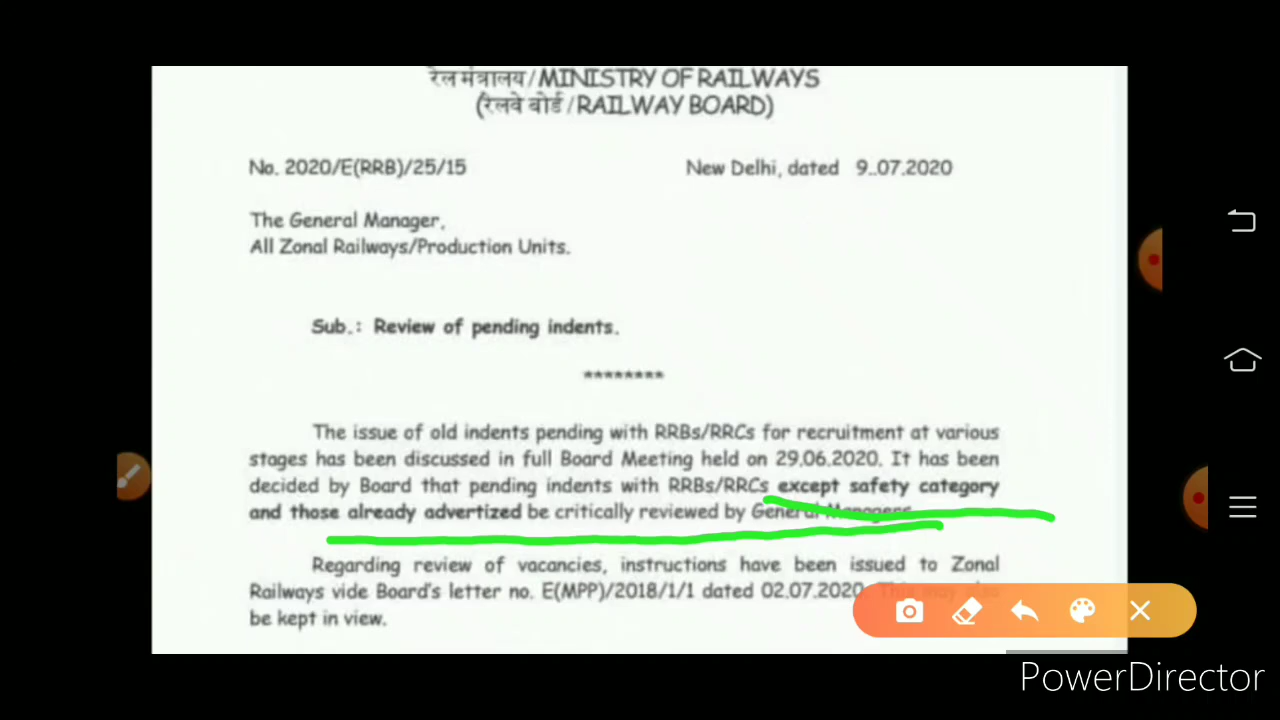 रेल मंत्रालय/MINISTRY OF RAILWAYS
(रेलवे बोर्ड/RAILWAY BOARD)
No. 2020/E(RRB)/25/15 New Delhi, dated 9..07.2020
The General Manager,
All Zonal Railways/Production Units.
Sub.: Review of pending indents.
********
The issue of old indents pending with RRBs/RRCs for recruitment at various
stages has been discussed in full Board Meeting held on 29.06.2020. It has been
decided by Board that pending indents with RRBs/RRCs except safety category
and those already advertized be critically reviewed by General Managers.
Regarding review of vacancies, instructions have been issued to Zonal
Railways vide Board's letter no. E(MPP)/2018/1/1 dated 02.07.2020. This may
be kept in view.
PowerDirector